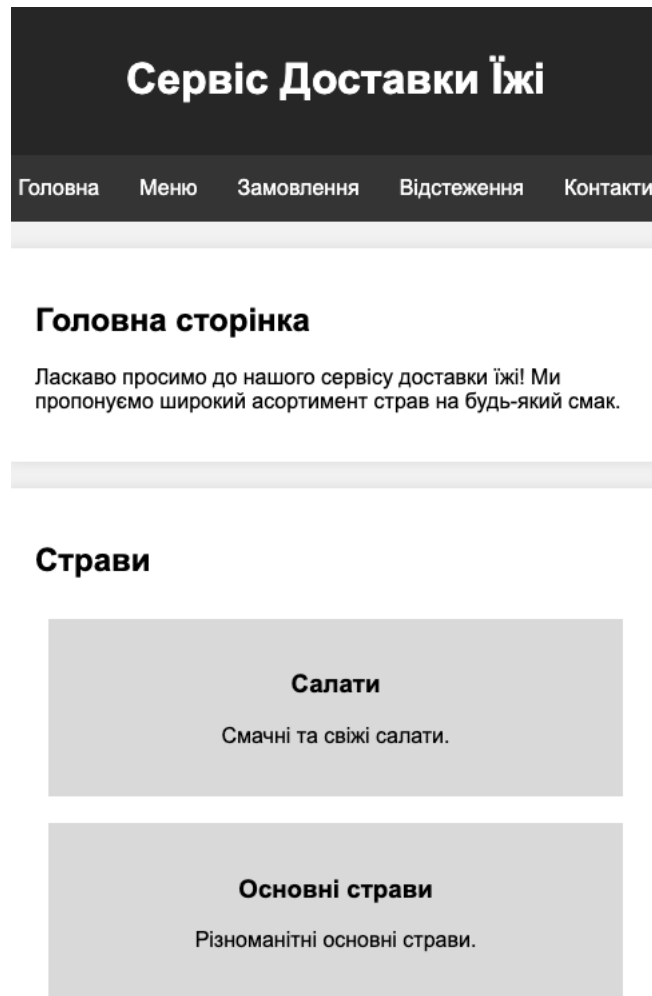 Сервіс Доставки Їжі
Головна Меню Замовлення Відстеження Контакти
Головна сторінка
Ласкаво просимо до нашого сервісу доставки їжі! Ми
пропонуємо широкий асортимент страв на будь-який смак.
Страви
Салати
Смачні та свіжі салати.
Основні страви
Різноманітні основні страви.